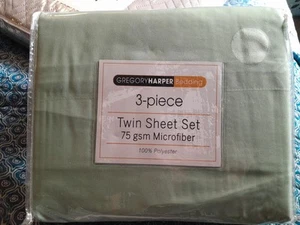 GREGORYHARPER Bedding
3-piece
Twin Sheet Set
75 gsm Microfiber
100% Polyester